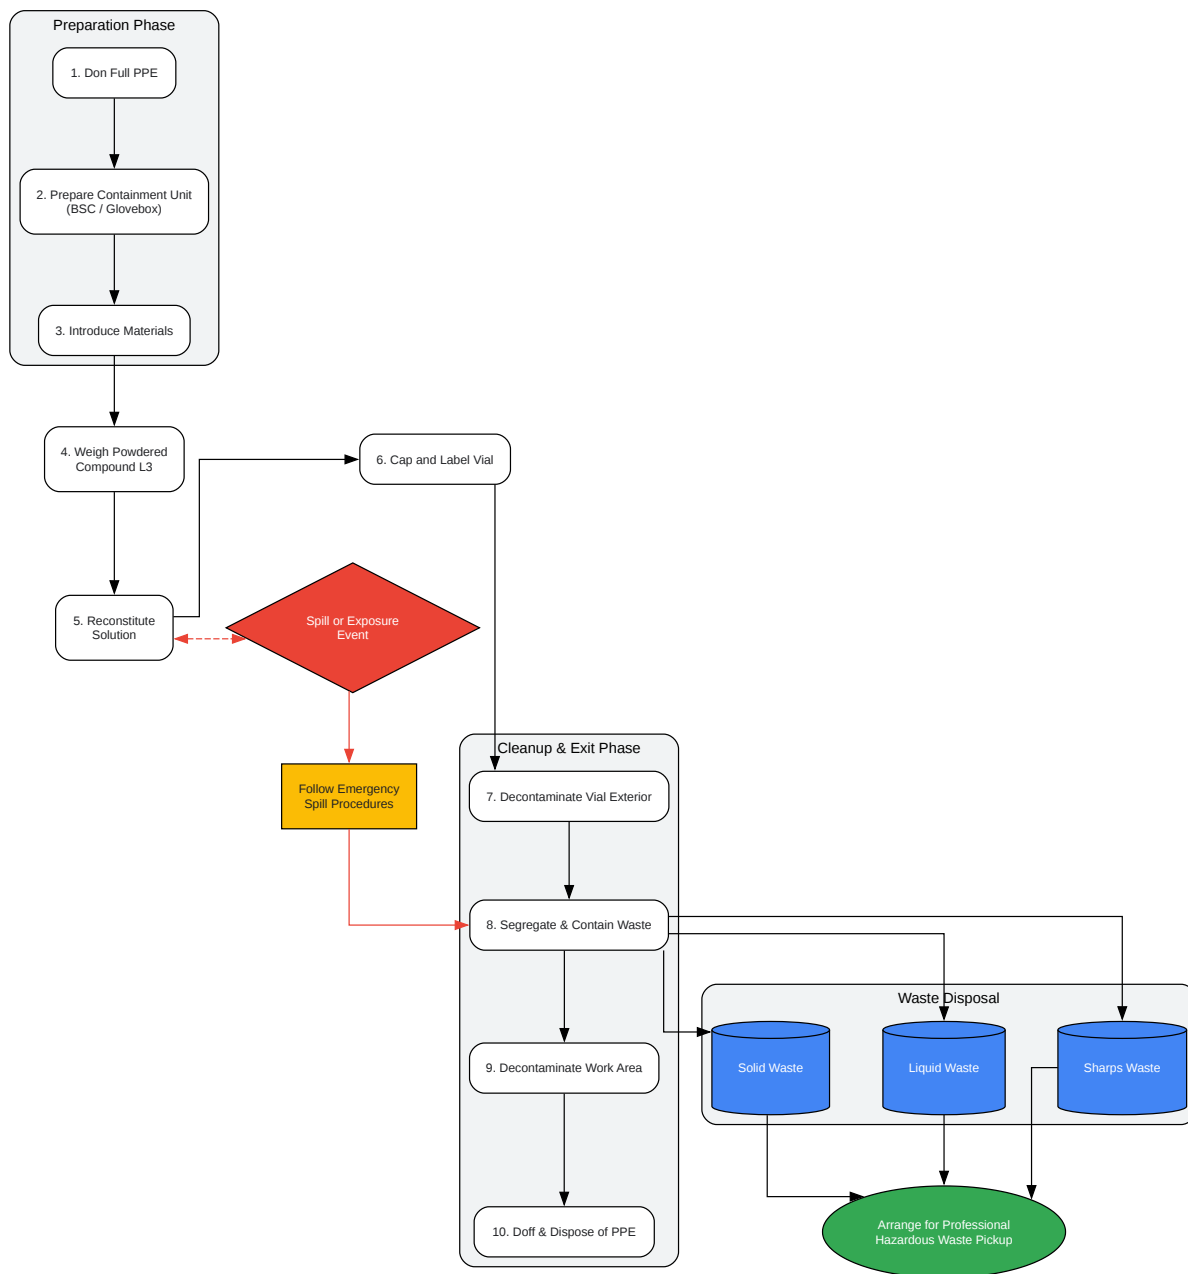 Preparation Phase
1. Don Full PPE
2. Prepare Containment Unit
(BSC / Glovebox)
3. Introduce Materials
4. Weigh Powdered
Compound L3
5. Reconstitute
Solution
6. Cap and Label Vial
Spill or Exposure
Event
Follow Emergency
Spill Procedures
Cleanup & Exit Phase
7. Decontaminate Vial Exterior
8. Segregate & Contain Waste
9. Decontaminate Work Area
10. Doff & Dispose of PPE
Waste Disposal
Solid Waste
Liquid Waste
Sharps Waste
Arrange for Professional
Hazardous Waste Pickup